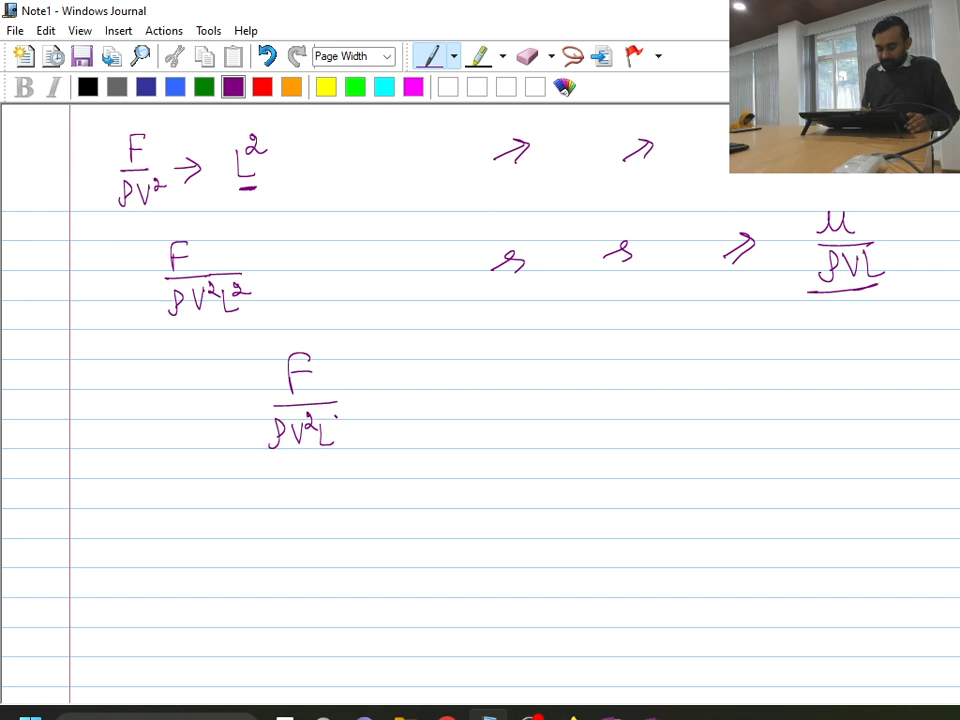 Note1 - Windows Journal
File Edit View Insert Actions Tools Help
Page Width
B I
F/ρV² → L²
F/ρV²L² μ/ρVL
F/ρV²L